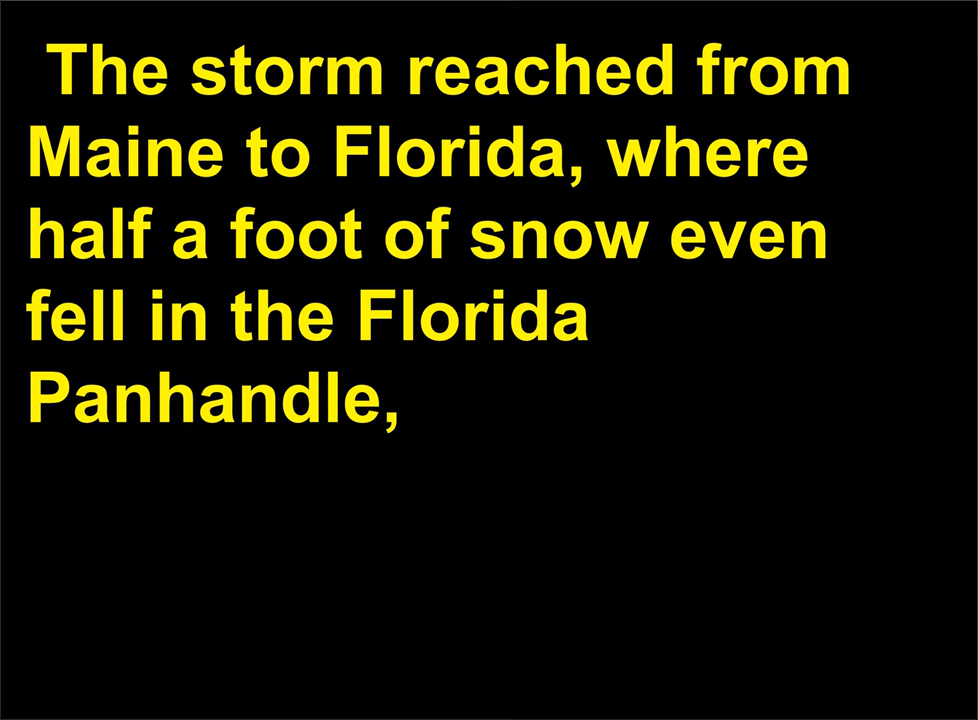 The storm reached from
Maine to Florida, where
half a foot of snow even
fell in the Florida
Panhandle,